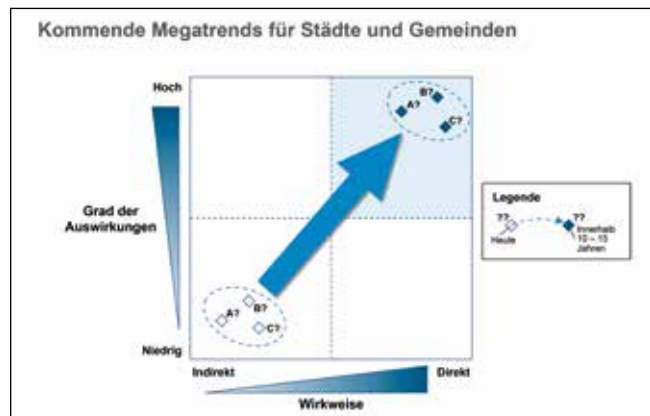 Kommende Megatrends für Städte und Gemeinden
Hoch
Grad der
Auswirkungen
Niedrig
A?
B?
C?
A?
B?
C?
Indirekt
Direkt
Wirkweise
Legende
??
??
Heute
Innerhalb
10 – 15
Jahren